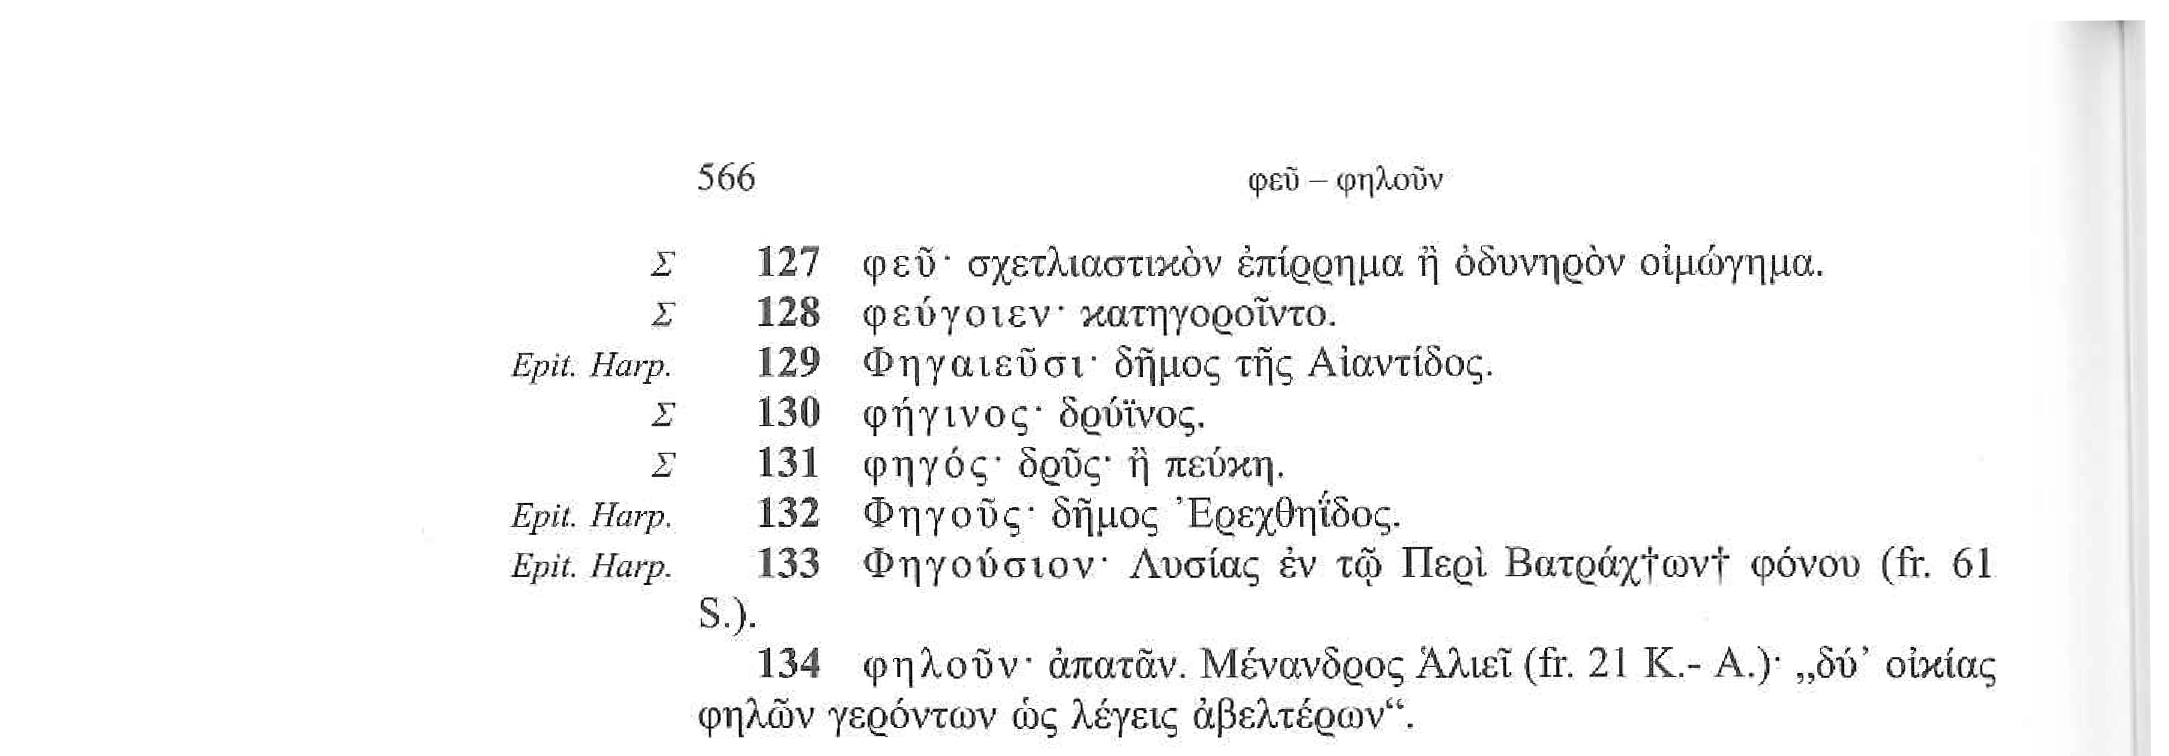 566 φεῦ – φηλοῦν
Σ 127 φεῦ· σχετλιαστικὸν ἐπίρρημα ἢ ὀδυνηρὸν οἰμώγημα.
Σ 128 φεύγοιεν· κατηγοροῖντο.
Epit. Harp. 129 Φηγαιεῦσι· δῆμος τῆς Αἰαντίδος.
Σ 130 φήγινος· δρύϊνος.
Σ 131 φηγός· δρῦς· ἢ πεύκη.
Epit. Harp. 132 Φηγοῦς· δῆμος Ἐρεχθηΐδος.
Epit. Harp. 133 Φηγούσιον· Λυσίας ἐν τῷ Περὶ Βατράχ†ων† φόνου (fr. 61
S.).
134 φηλοῦν· ἀπατᾶν. Μένανδρος Ἁλιεῖ (fr. 21 K.- A.)· „δύ’ οἰκίας
φηλῶν γερόντων ὡς λέγεις ἀβελτέρων“.